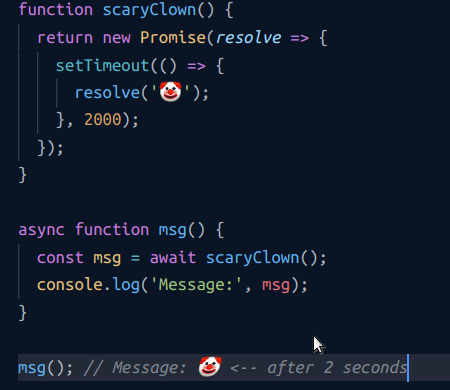 function scaryClown() {
  return new Promise(resolve => {
    setTimeout(() => {
      resolve('🤡');
    }, 2000);
  });
}

async function msg() {
  const msg = await scaryClown();
  console.log('Message:', msg);
}

msg(); // Message: 🤡 <-- after 2 seconds